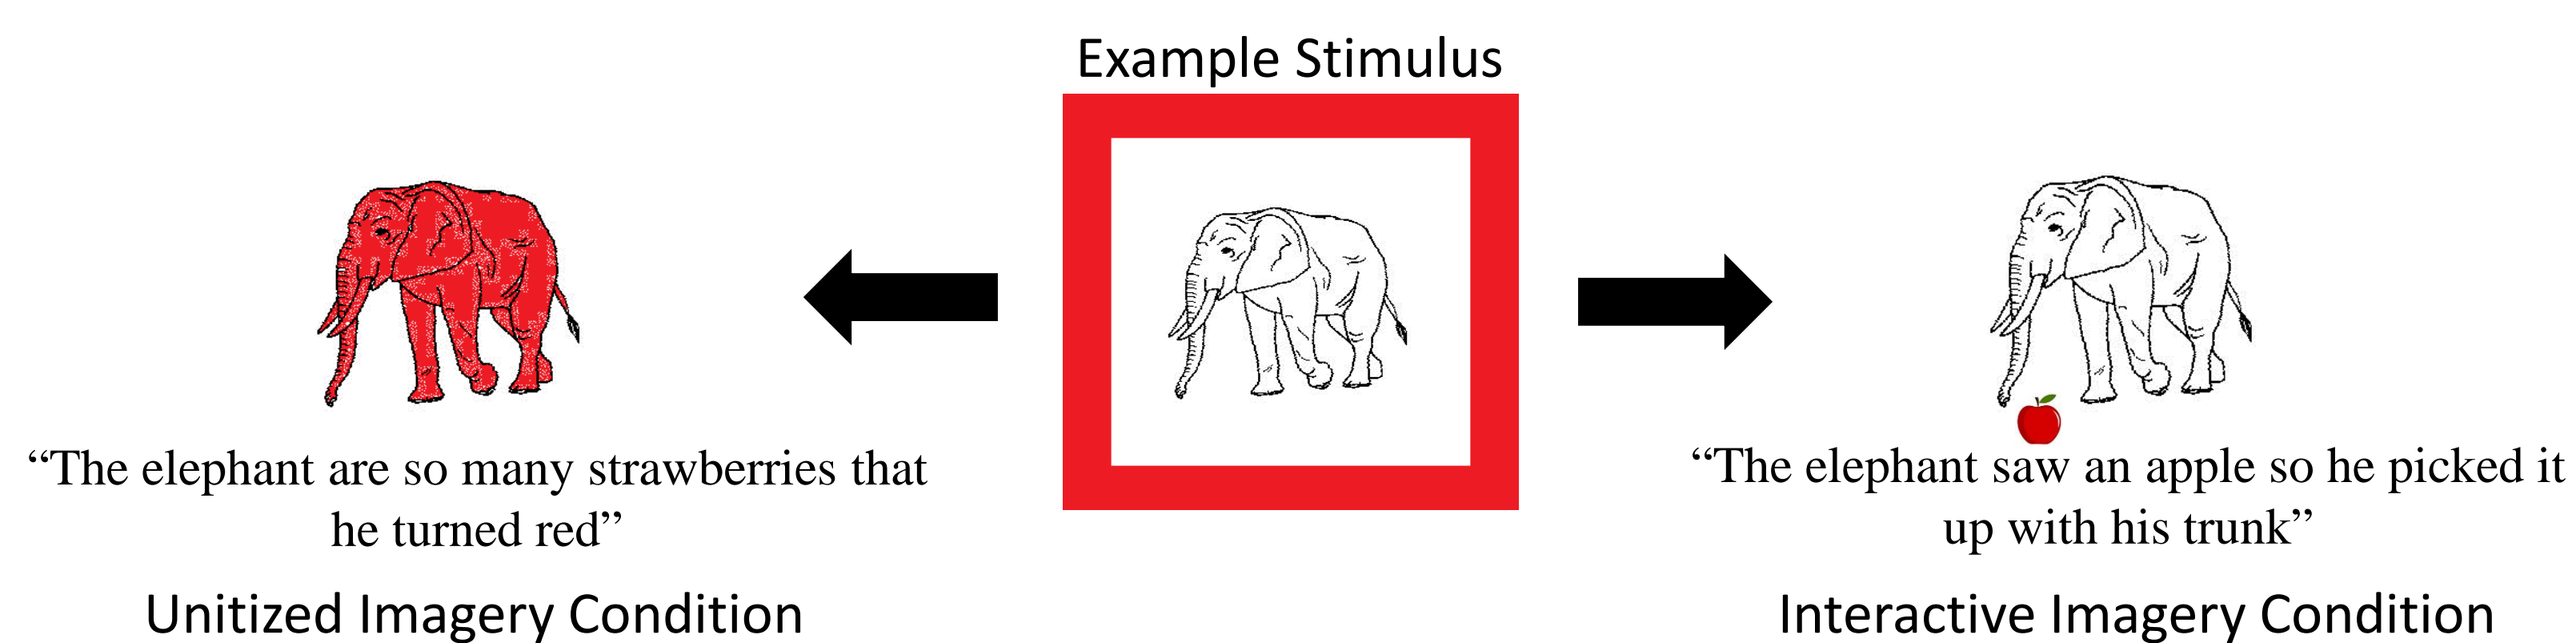 Example Stimulus
“The elephant are so many strawberries that
he turned red”
Unitized Imagery Condition
“The elephant saw an apple so he picked it
up with his trunk”
Interactive Imagery Condition